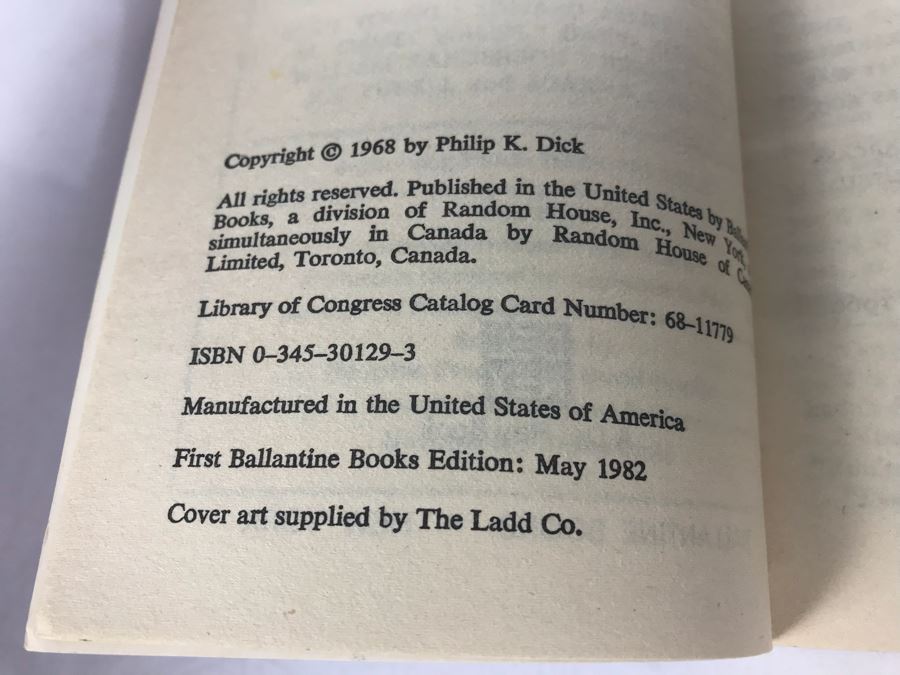 Copyright © 1968 by Philip K. Dick
All rights reserved. Published in the United States by
Books, a division of Random House, Inc., New York,
simultaneously in Canada by Random House of
Limited, Toronto, Canada.
Library of Congress Catalog Card Number: 68-11779
ISBN 0-345-30129-3
Manufactured in the United States of America
First Ballantine Books Edition: May 1982
Cover art supplied by The Ladd Co.